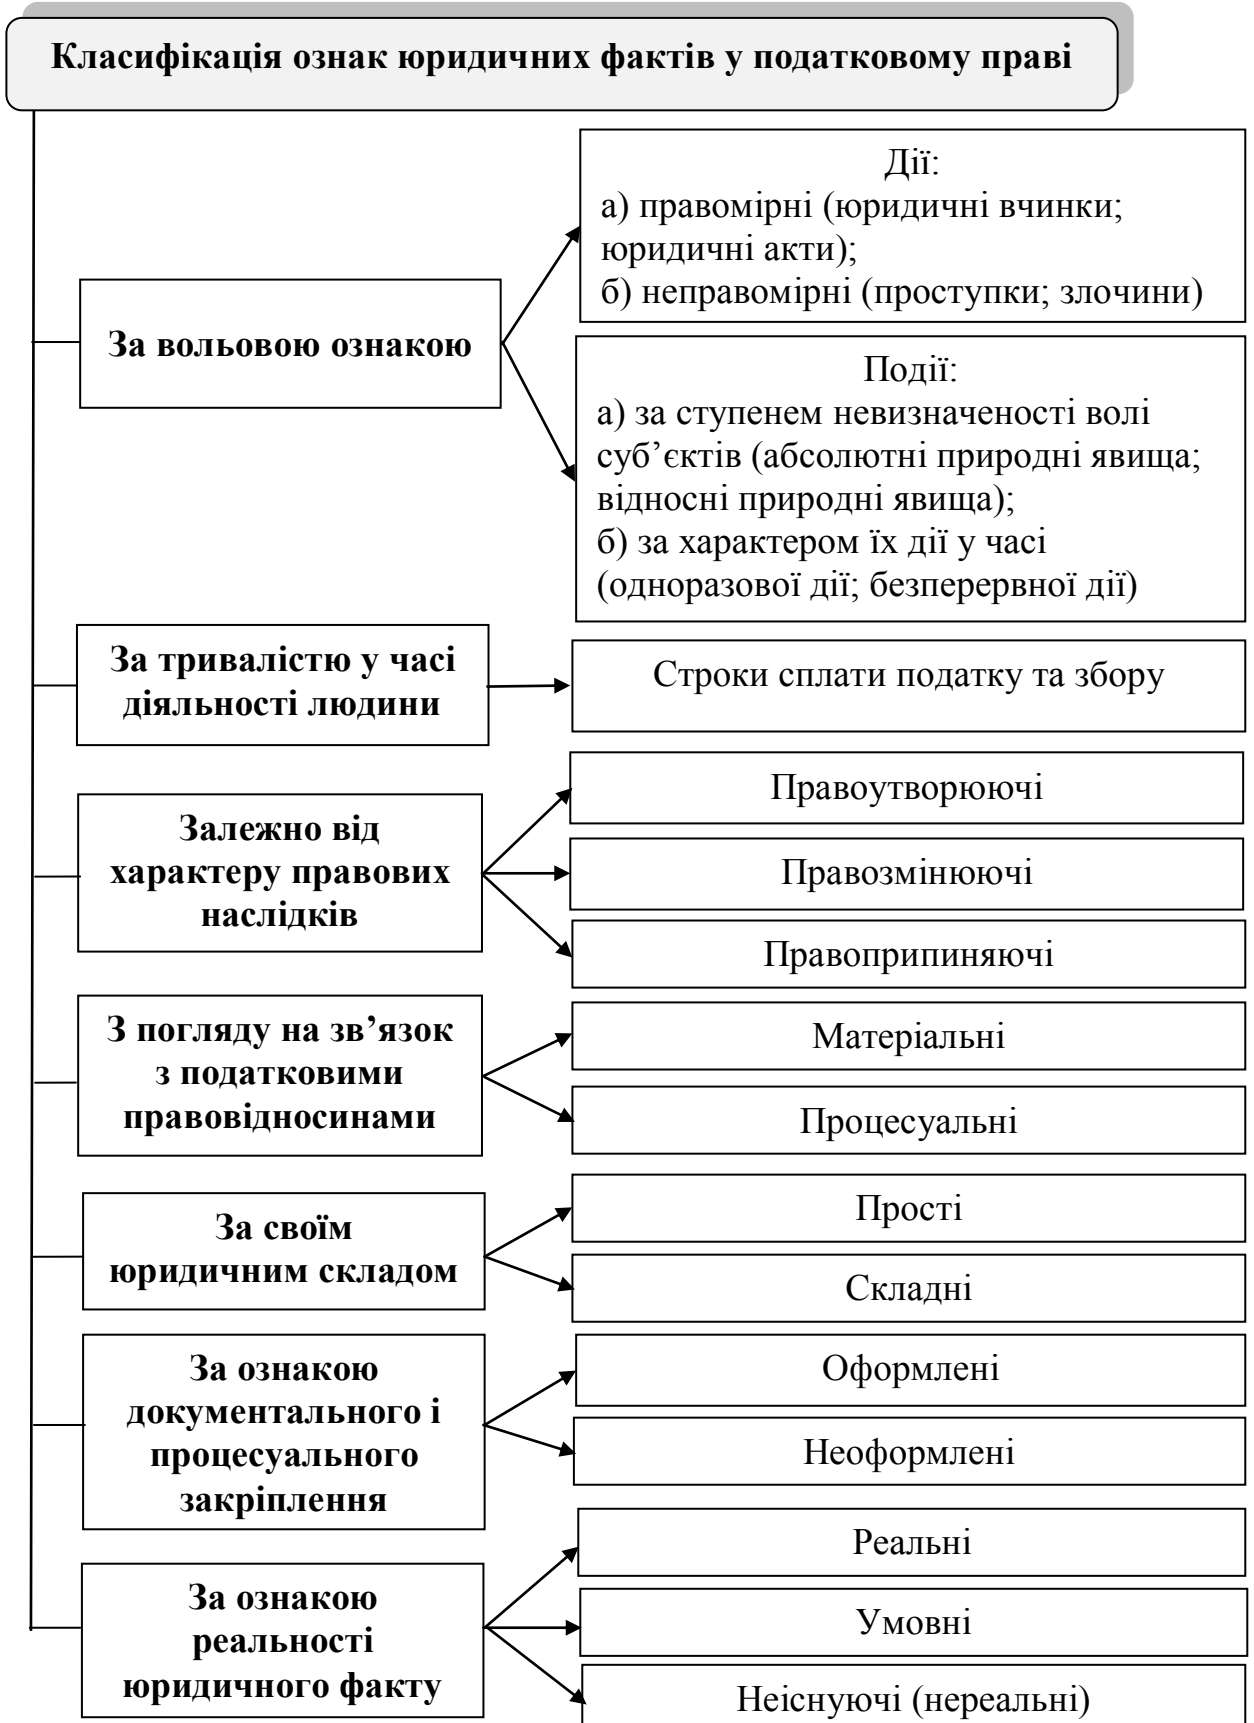 Класифікація ознак юридичних фактів у податковому праві
За вольовою ознакою
Дії:
а) правомірні (юридичні вчинки;
юридичні акти);
б) неправомірні (проступки; злочини)
Події:
а) за ступенем невизначеності волі
суб’єктів (абсолютні природні явища;
відносні природні явища);
б) за характером їх дії у часі
(одноразової дії; безперервної дії)
За тривалістю у часі
діяльності людини
Строки сплати податку та збору
Залежно від
характеру правових
наслідків
Правоутворюючі
Правозмінюючі
Правоприпиняючі
З погляду на зв’язок
з податковими
правовідносинами
Матеріальні
Процесуальні
За своїм
юридичним складом
Прості
Складні
За ознакою
документального і
процесуального
закріплення
Оформлені
Неоформлені
За ознакою
реальності
юридичного факту
Реальні
Умовні
Неіснуючі (нереальні)